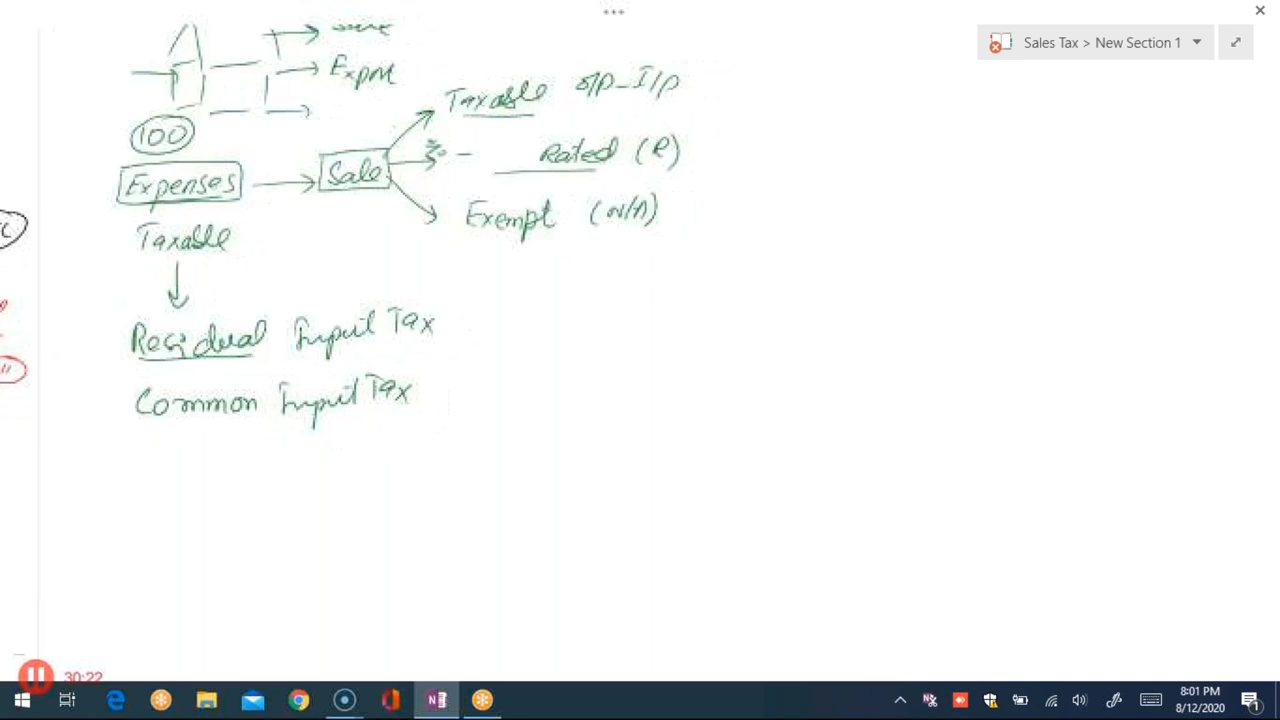 Sales Tax > New Section 1
Export
Taxable O/P - I/P
100
Rated (R)
Expenses
Sale
Exempt (N/A)
Taxable
Residual Input Tax
Common Input Tax
30:22
8:01 PM
8/12/2020